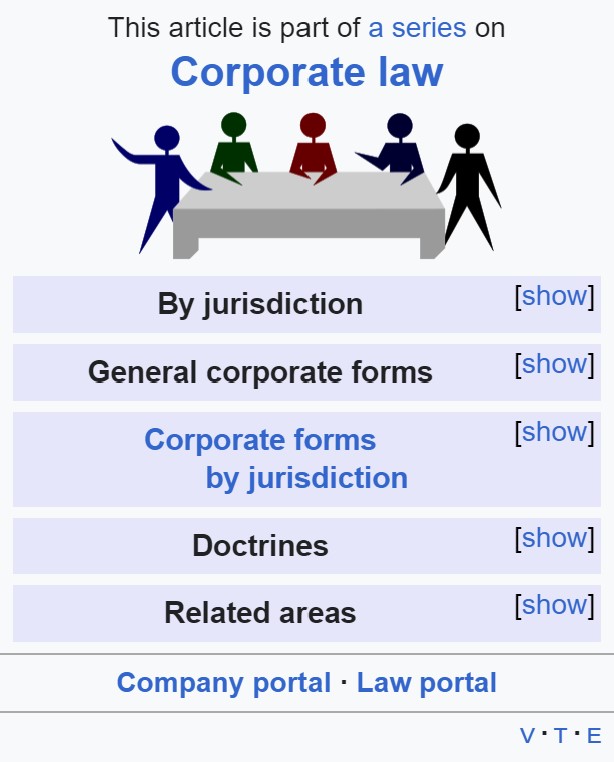 This article is part of a series on
Corporate law
By jurisdiction [show]
General corporate forms [show]
Corporate forms [show]
by jurisdiction
Doctrines [show]
Related areas [show]
Company portal · Law portal
V · T · E